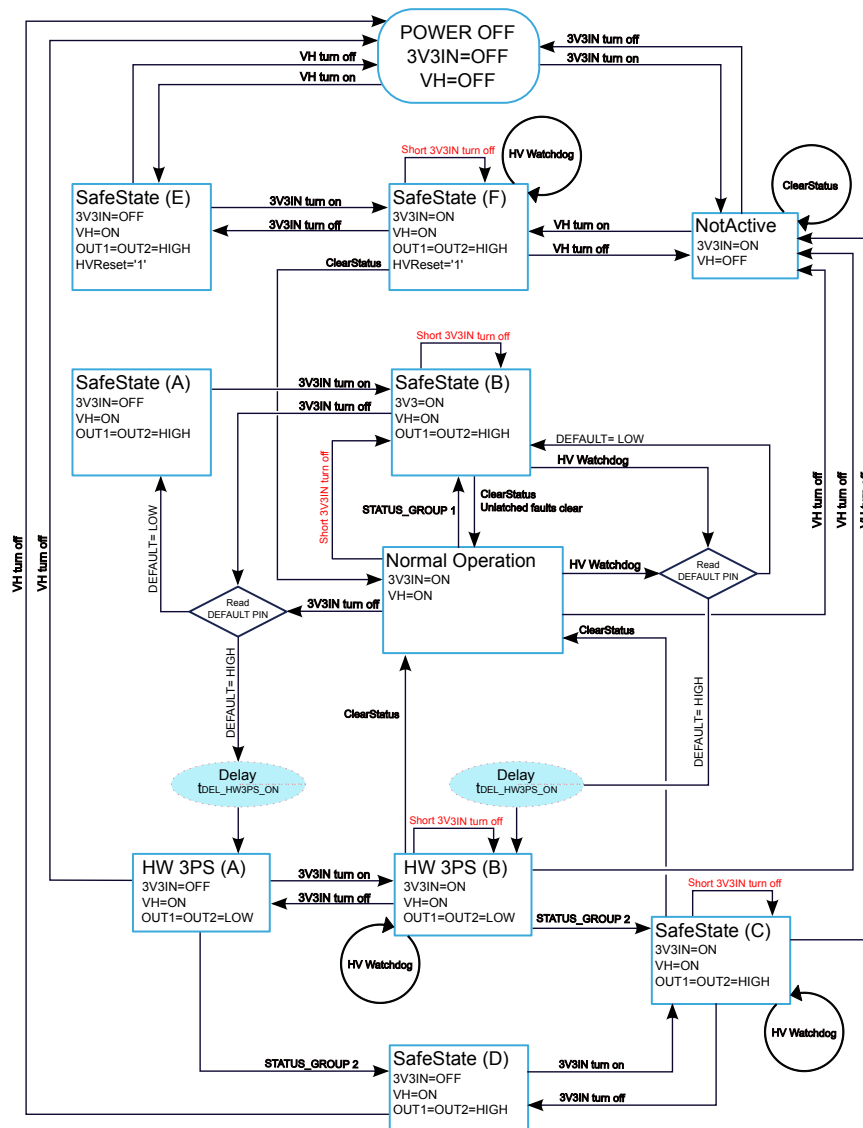 POWER OFF
3V3IN=OFF
VH=OFF
VH turn off
VH turn on
3V3IN turn off
3V3IN turn on
Short 3V3IN turn off
HV Watchdog
ClearStatus
SafeState (E)
3V3IN=OFF
VH=ON
OUT1=OUT2=HIGH
HVReset='1'
3V3IN turn on
3V3IN turn off
SafeState (F)
3V3IN=ON
VH=ON
OUT1=OUT2=HIGH
HVReset='1'
VH turn on
VH turn off
NotActive
3V3IN=ON
VH=OFF
ClearStatus
Short 3V3IN turn off
SafeState (A)
3V3IN=OFF
VH=ON
OUT1=OUT2=HIGH
3V3IN turn on
3V3IN turn off
SafeState (B)
3V3=ON
VH=ON
OUT1=OUT2=HIGH
DEFAULT= LOW
HV Watchdog
Short 3V3IN turn off
STATUS_GROUP 1
ClearStatus
Unlatched faults clear
VH turn off
VH turn off
VH turn off
VH turn off
VH turn off
DEFAULT= LOW
Normal Operation
3V3IN=ON
VH=ON
HV Watchdog
Read
DEFAULT PIN
Read
DEFAULT PIN
3V3IN turn off
ClearStatus
DEFAULT= HIGH
DEFAULT= HIGH
ClearStatus
Delay
tDEL_HW3PS_ON
Delay
tDEL_HW3PS_ON
Short 3V3IN turn off
HW 3PS (A)
3V3IN=OFF
VH=ON
OUT1=OUT2=LOW
3V3IN turn on
3V3IN turn off
HW 3PS (B)
3V3IN=ON
VH=ON
OUT1=OUT2=LOW
Short 3V3IN turn off
STATUS_GROUP 2
HV Watchdog
SafeState (C)
3V3IN=ON
VH=ON
OUT1=OUT2=HIGH
HV Watchdog
STATUS_GROUP 2
SafeState (D)
3V3IN=OFF
VH=ON
OUT1=OUT2=HIGH
3V3IN turn on
3V3IN turn off